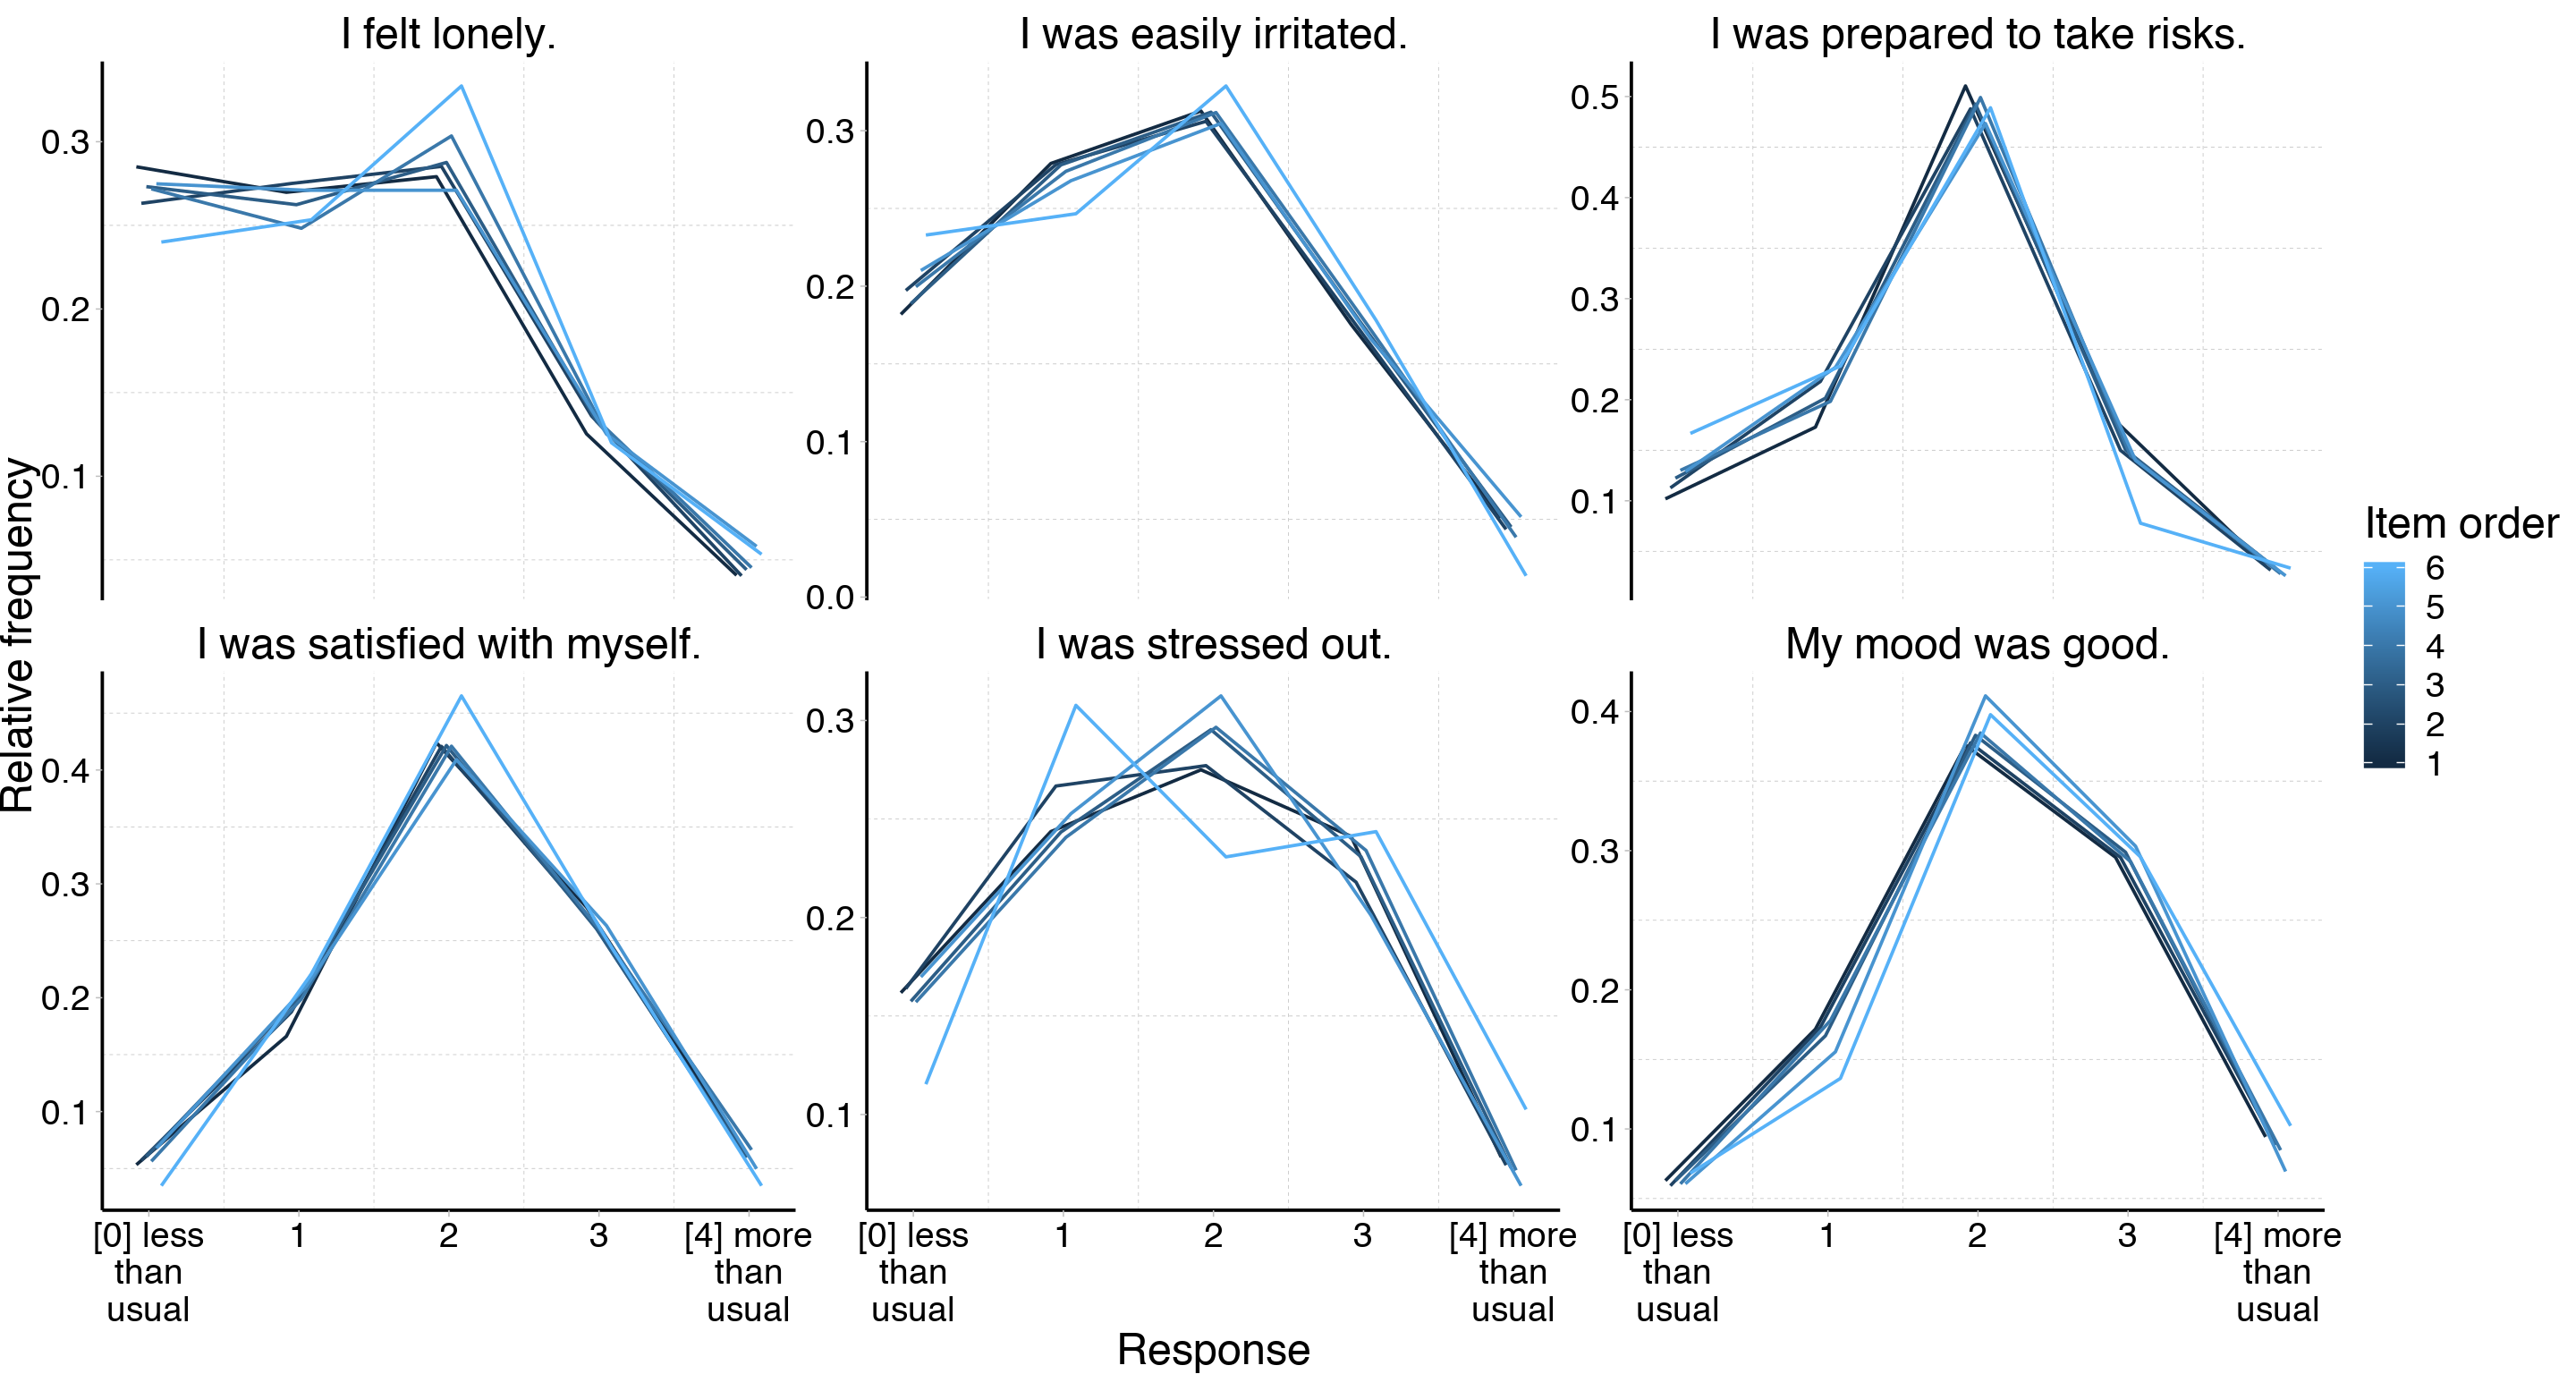 I felt lonely.
I was easily irritated.
I was prepared to take risks.
0.3
0.2
0.1
0.3
0.2
0.1
0.0
0.5
0.4
0.3
0.2
0.1
Relative frequency
I was satisfied with myself.
I was stressed out.
My mood was good.
0.4
0.3
0.2
0.1
0.3
0.2
0.1
0.4
0.3
0.2
0.1
[0] less
than
usual
1
2
3
[4] more
than
usual
[0] less
than
usual
1
2
3
[4] more
than
usual
[0] less
than
usual
1
2
3
[4] more
than
usual
Response
Item order
6
5
4
3
2
1